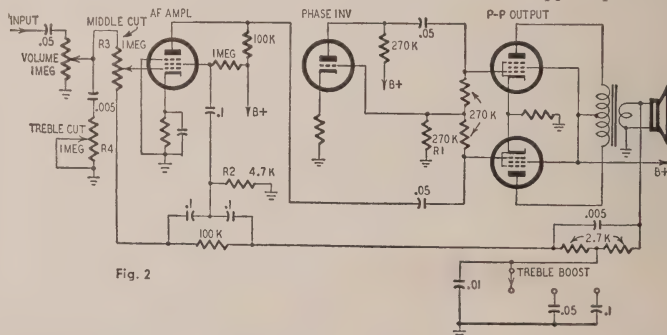 INPUT
.05
VOLUME
1MEG
MIDDLE CUT
R3
1MEG
.005
TREBLE CUT
1MEG
R4
AF AMPL
1MEG
100K
B+
.1
R2 4.7K
.1
.1
100K
PHASE INV
270K
B+
.05
270K
270K
R1
.05
P-P OUTPUT
B+
.005
2.7K
TREBLE BOOST
.01
.05
.1
Fig. 2